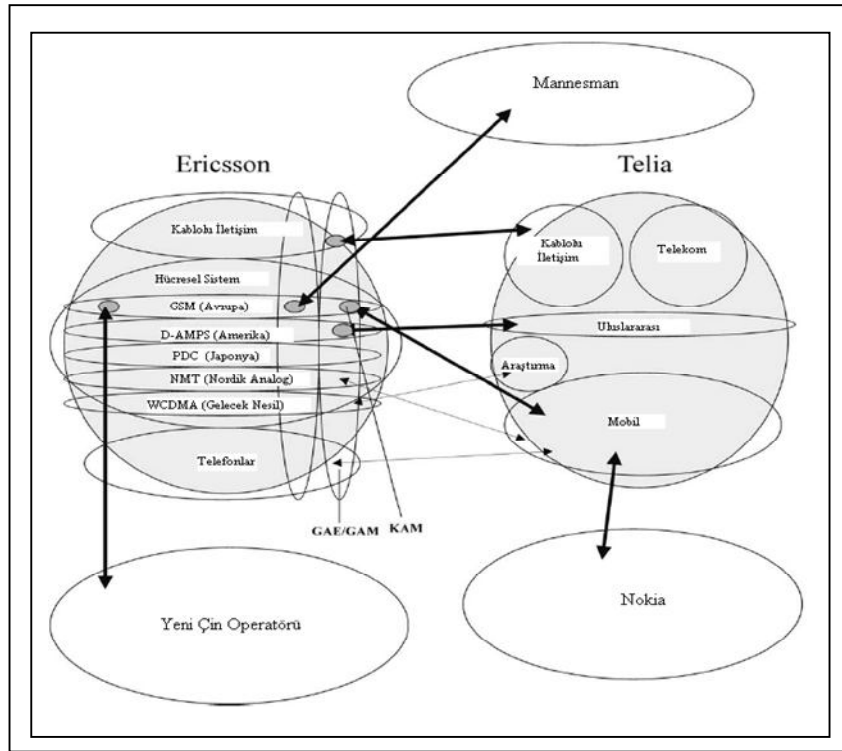 Mannesman
Ericsson
Telia
Kablolu İletişim
Kablolu
İletişim
Telekom
Hücresel Sistem
GSM (Avrupa)
D-AMPS (Amerika)
Uluslararası
PDC (Japonya)
Araştırma
NMT (Nordik Analog)
WCDMA (Gelecek Nesil)
Mobil
Telefonlar
GAE/GAM
KAM
Nokia
Yeni Çin Operatörü